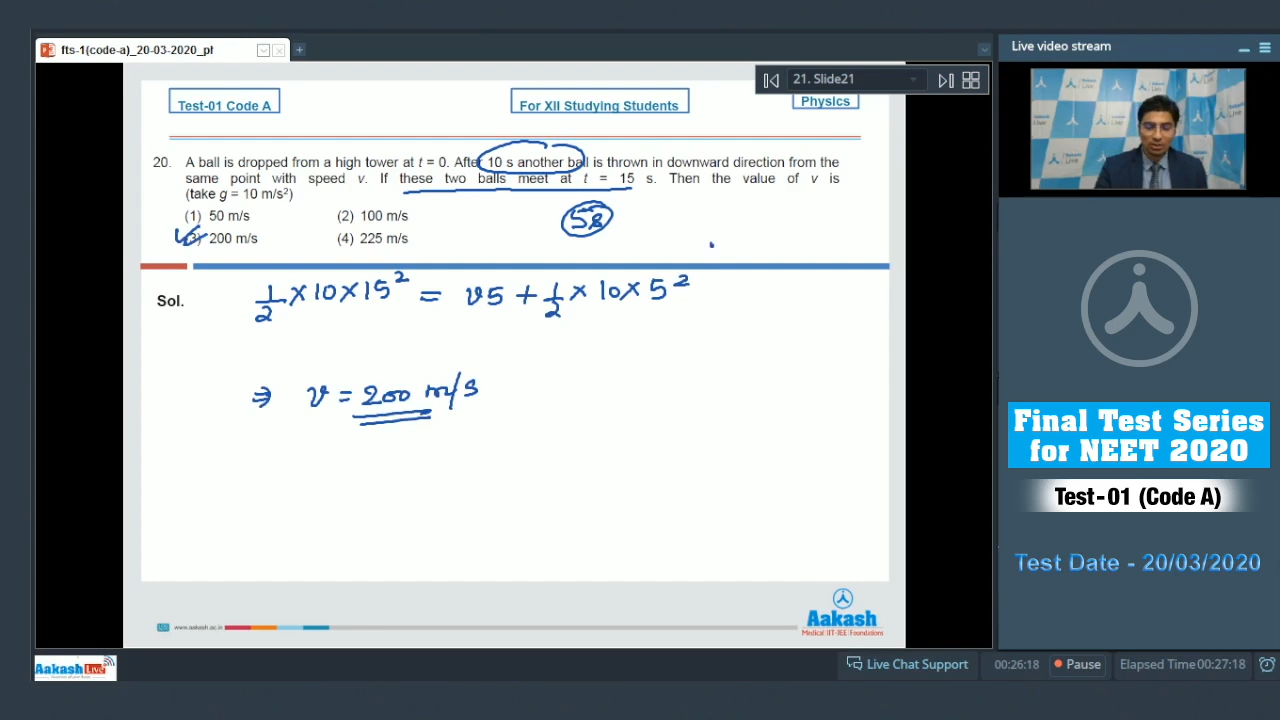 fts-1(code-a)_20-03-2020_pl
Live video stream
21. Slide21
Test-01 Code A
For XII Studying Students
Physics
20. A ball is dropped from a high tower at t = 0. After 10 s another ball is thrown in downward direction from the
same point with speed v. If these two balls meet at t = 15 s. Then the value of v is
(take g = 10 m/s²)
(1) 50 m/s (2) 100 m/s
5s
(3) 200 m/s (4) 225 m/s
Sol. 1/2 × 10 × 15² = v5 + 1/2 × 10 × 5²
⇒ v = 200 m/s
Final Test Series
for NEET 2020
Test-01 (Code A)
Test Date - 20/03/2020
Aakash
Medical | IIT-JEE | Foundations
www.aakash.ac.in
Aakash Live
Live Chat Support
00:26:18
Pause
Elapsed Time 00:27:18